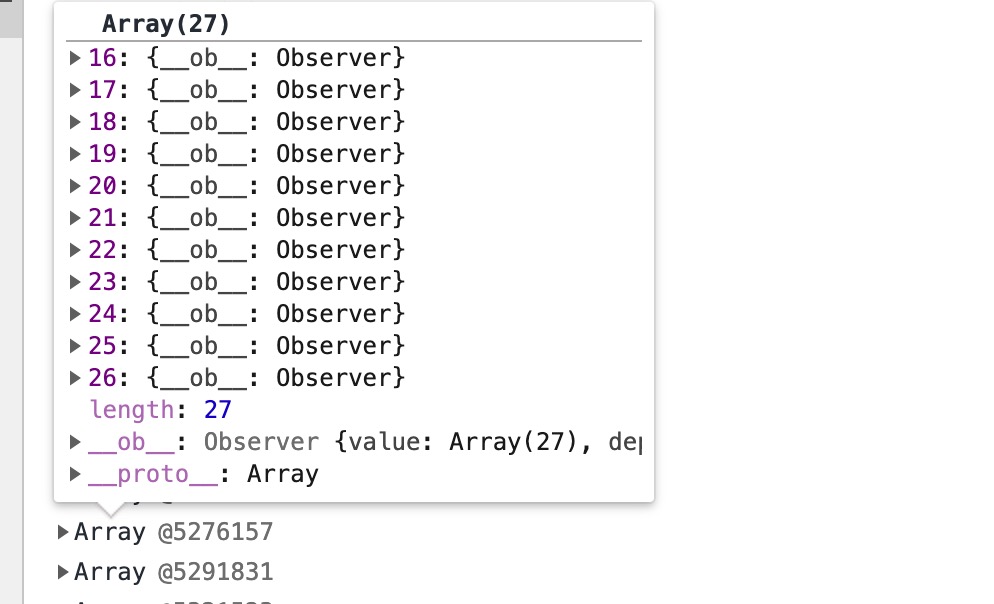 Array(27)
16: {__ob__: Observer}
17: {__ob__: Observer}
18: {__ob__: Observer}
19: {__ob__: Observer}
20: {__ob__: Observer}
21: {__ob__: Observer}
22: {__ob__: Observer}
23: {__ob__: Observer}
24: {__ob__: Observer}
25: {__ob__: Observer}
26: {__ob__: Observer}
length: 27
__ob__: Observer {value: Array(27), dep
__proto__: Array
Array @5276157
Array @5291831